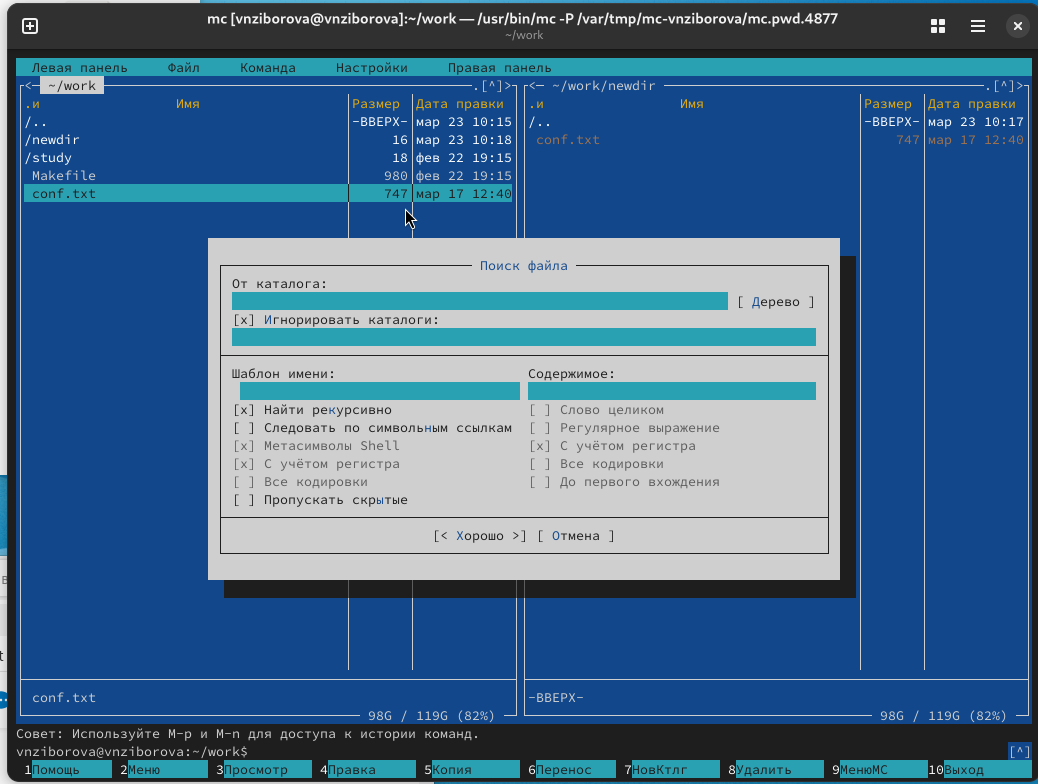 mc [vnziborova@vnziborova]:~/work — /usr/bin/mc -P /var/tmp/mc-vnziborova/mc.pwd.4877
~/work
Левая панель Файл Команда Настройки Правая панель
<— ~/work .[^]> <— ~/work/newdir .[^]>
.и Имя Размер Дата правки .и Имя Размер Дата правки
/.. -ВВЕРХ- мар 23 10:15 /.. -ВВЕРХ- мар 23 10:17
/newdir 16 мар 23 10:18 conf.txt 747 мар 17 12:40
/study 18 фев 22 19:15
Makefile 980 фев 22 19:15
conf.txt 747 мар 17 12:40
Поиск файла
От каталога:
[ Дерево ]
[x] Игнорировать каталоги:
Шаблон имени: Содержимое:
[x] Найти рекурсивно [ ] Слово целиком
[ ] Следовать по символьным ссылкам [ ] Регулярное выражение
[x] Метасимволы Shell [x] С учётом регистра
[x] С учётом регистра [ ] Все кодировки
[ ] Все кодировки [ ] До первого вхождения
[ ] Пропускать скрытые
[< Хорошо >] [ Отмена ]
conf.txt -ВВЕРХ-
98G / 119G (82%) 98G / 119G (82%)
Совет: Используйте M-p и M-n для доступа к истории команд.
vnziborova@vnziborova:~/work$ [^]
1Помощь 2Меню 3Просмотр 4Правка 5Копия 6Перенос 7НовКтлг 8Удалить 9МенюМС 10Выход